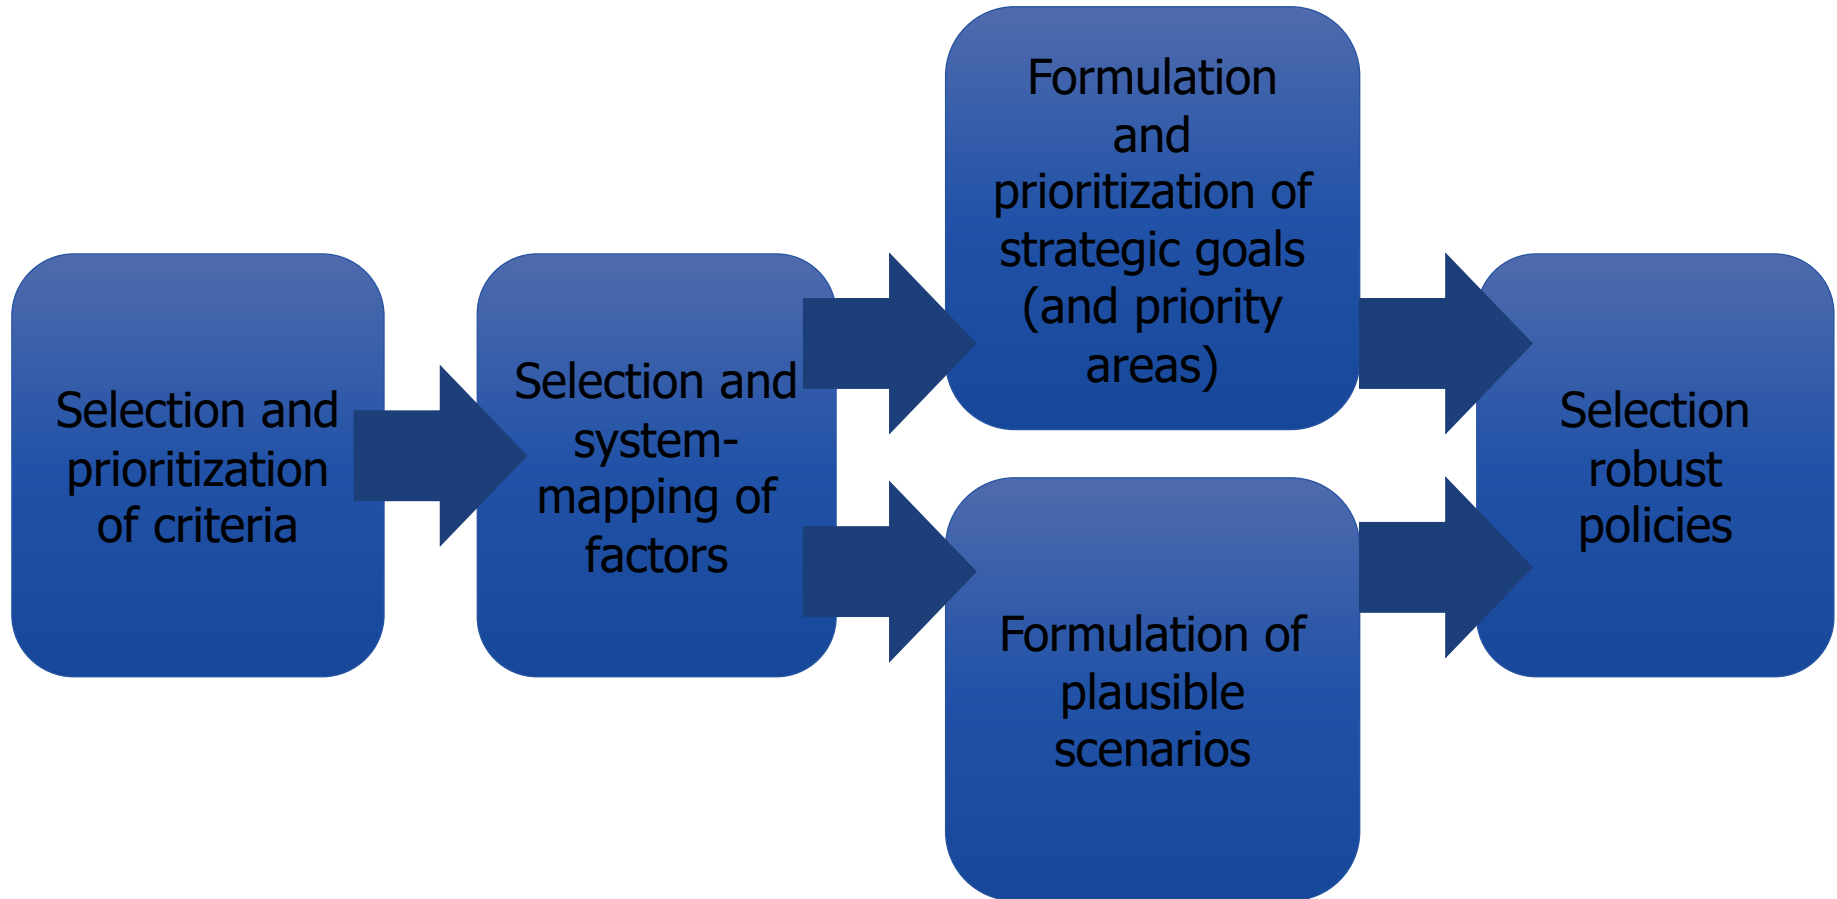 Selection and
prioritization
of criteria
Selection and
system-
mapping of
factors
Formulation
and
prioritization of
strategic goals
(and priority
areas)
Formulation of
plausible
scenarios
Selection
robust
policies